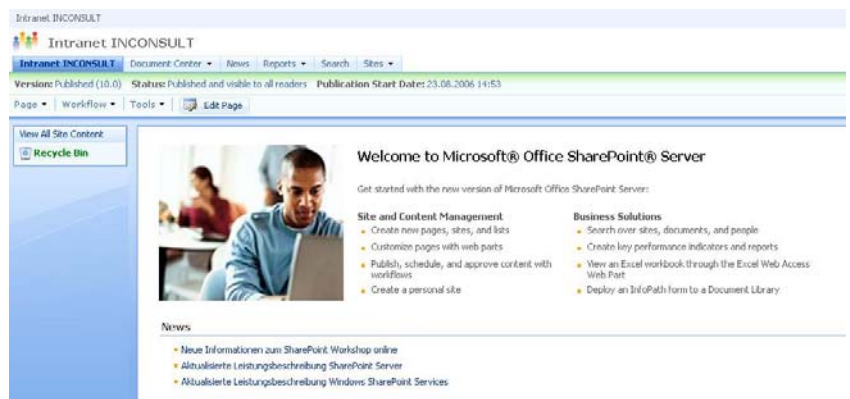 Intranet INCONSULT
Intranet INCONSULT
Intranet INCONSULT Document Center News Reports Search Sites
Version: Published (10.0) Status: Published and visible to all readers Publication Start Date: 23.08.2006 14:53
Page Workflow Tools Edit Page
View All Site Content
Recycle Bin
Welcome to Microsoft® Office SharePoint® Server
Get started with the new version of Microsoft Office SharePoint Server:
Site and Content Management
Create new pages, sites, and lists
Customize pages with web parts
Publish, schedule, and approve content with
workflows
Create a personal site
Business Solutions
Search over sites, documents, and people
Create key performance indicators and reports
View an Excel workbook through the Excel Web Access
Web Part
Deploy an InfoPath form to a Document Library
News
Neue Informationen zum SharePoint Workshop online
Aktualisierte Leistungsbeschreibung SharePoint Server
Aktualisierte Leistungsbeschreibung Windows SharePoint Services